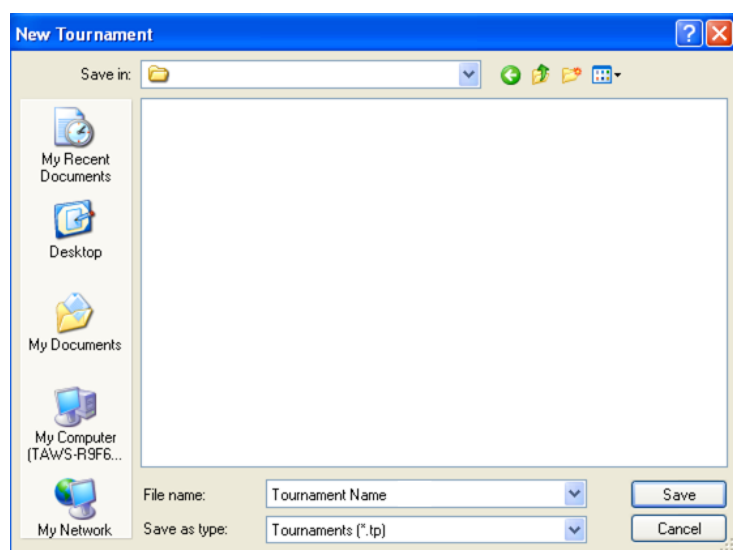 New Tournament
Save in:
My Recent
Documents
Desktop
My Documents
My Computer
(TAWS-R9F6...
My Network
File name:
Tournament Name
Save
Save as type:
Tournaments (*.tp)
Cancel